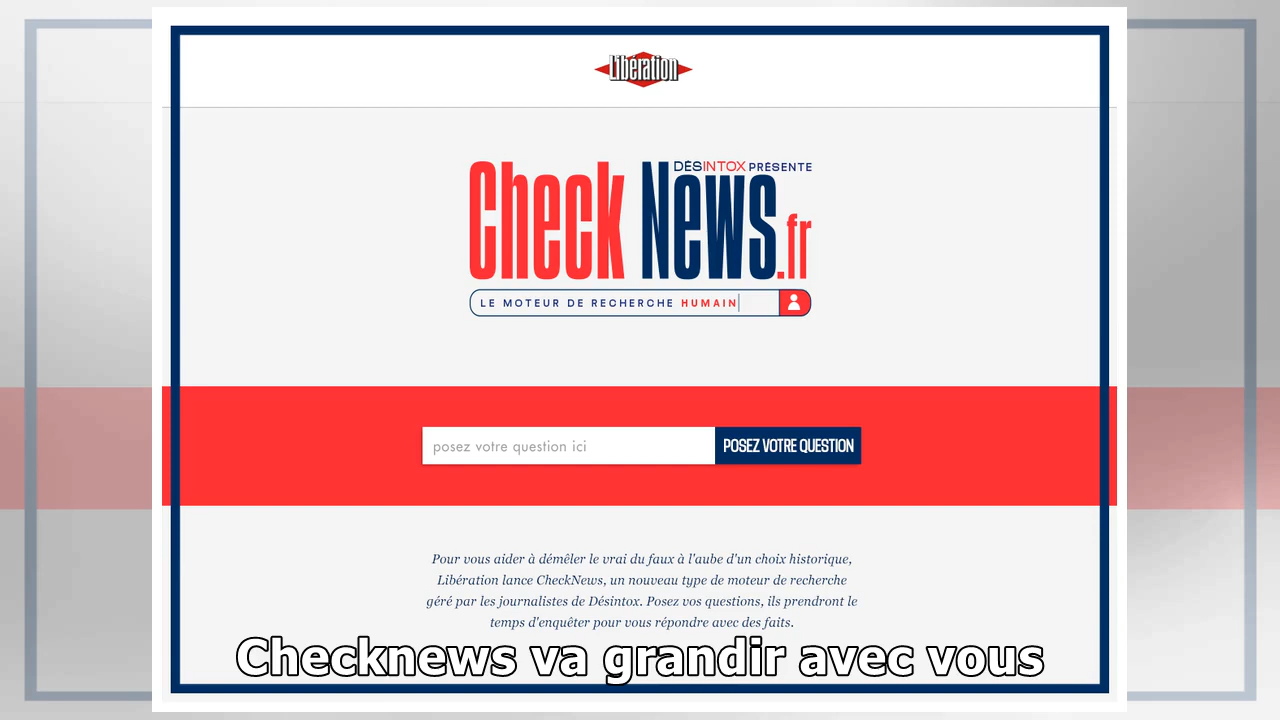 Libération
DÉSINTOX PRÉSENTE
Check News.fr
LE MOTEUR DE RECHERCHE HUMAIN
posez votre question ici
POSEZ VOTRE QUESTION
Pour vous aider à démêler le vrai du faux à l'aube d'un choix historique,
Libération lance CheckNews, un nouveau type de moteur de recherche
géré par les journalistes de Désintox. Posez vos questions, ils prendront le
temps d'enquêter pour vous répondre avec des faits.
Checknews va grandir avec vous